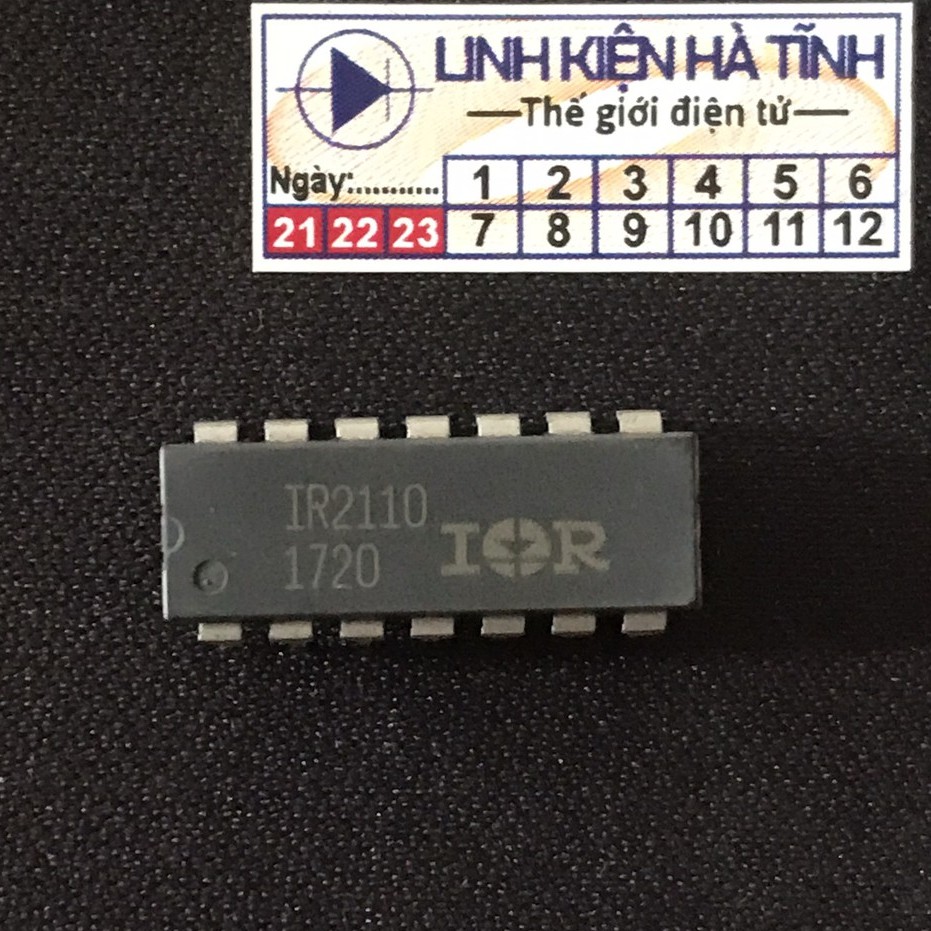 LINH KIỆN HÀ TĨNH
—Thế giới điện tử—
Ngày:........... 1 2 3 4 5 6
21 22 23 7 8 9 10 11 12
IR2110
1720
IOR